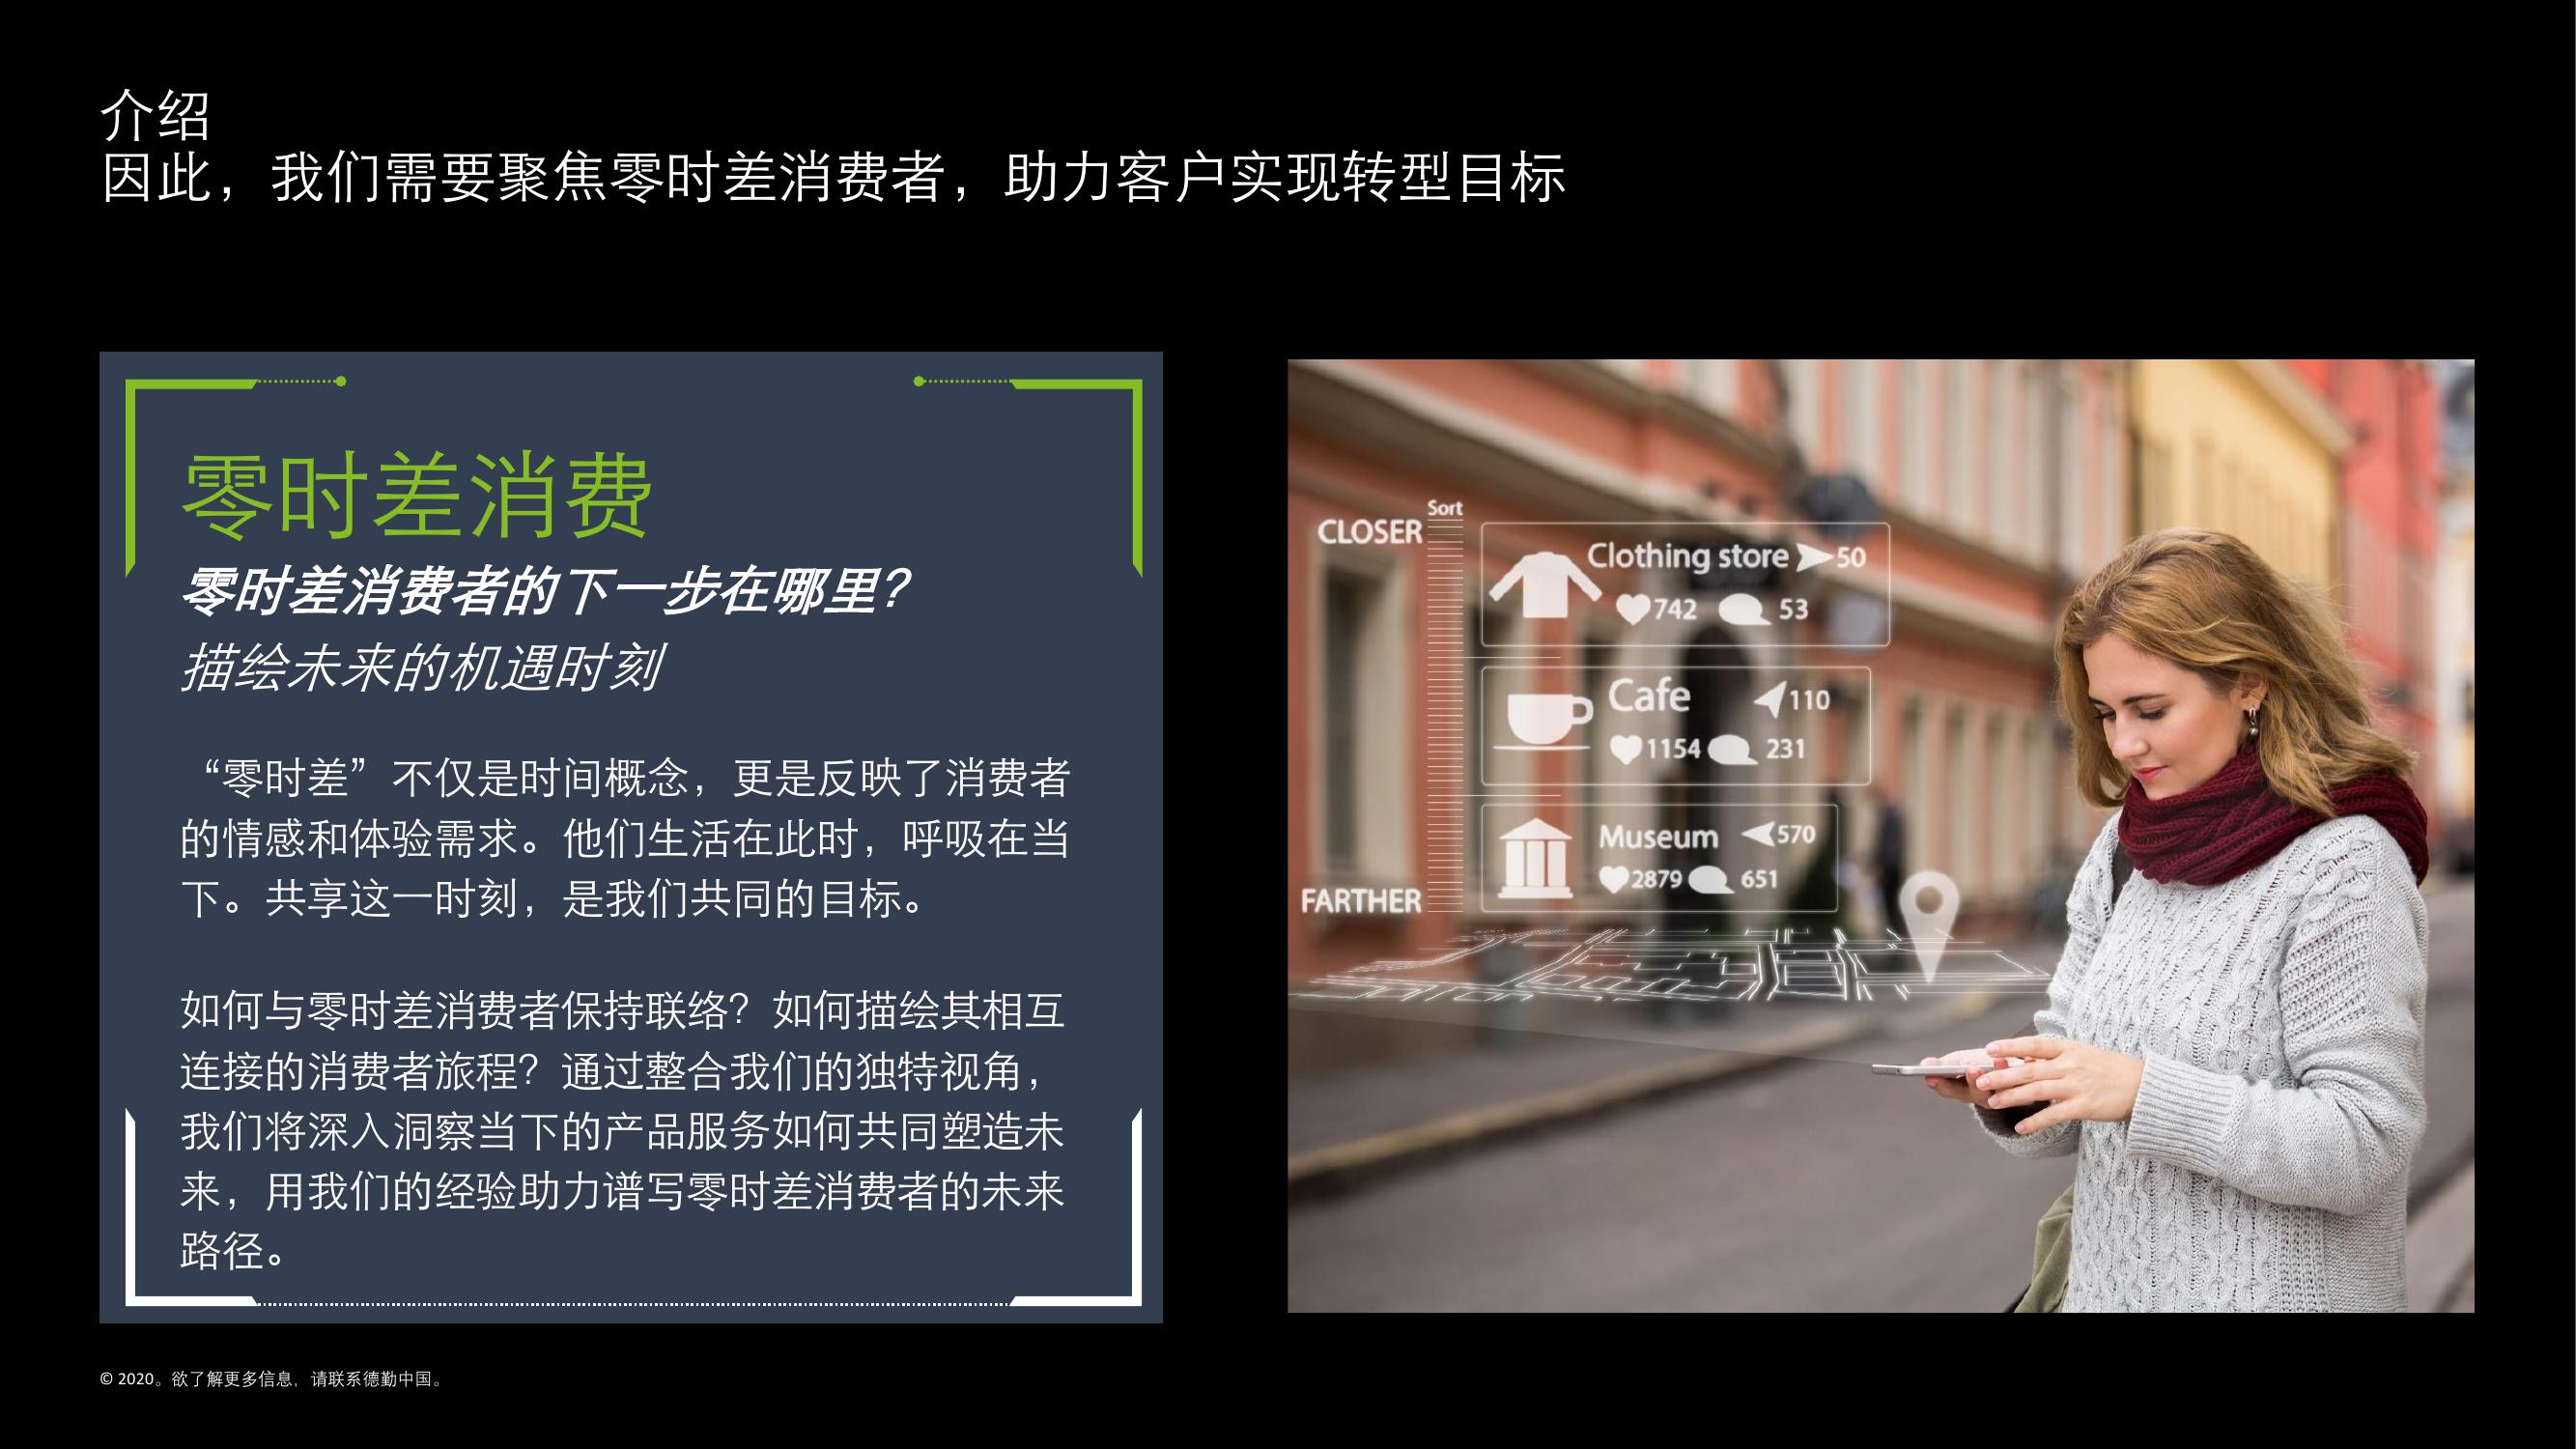 介绍
因此，我们需要聚焦零时差消费者，助力客户实现转型目标
零时差消费
零时差消费者的下一步在哪里？
描绘未来的机遇时刻
“零时差”不仅是时间概念，更是反映了消费者
的情感和体验需求。他们生活在此时，呼吸在当
下。共享这一时刻，是我们共同的目标。
如何与零时差消费者保持联络？如何描绘其相互
连接的消费者旅程？通过整合我们的独特视角，
我们将深入洞察当下的产品服务如何共同塑造未
来，用我们的经验助力谱写零时差消费者的未来
路径。
Sort
CLOSER
Clothing store 50
742 53
Cafe 110
1154 231
Museum 570
2879 651
FARTHER
© 2020。欲了解更多信息，请联系德勤中国。